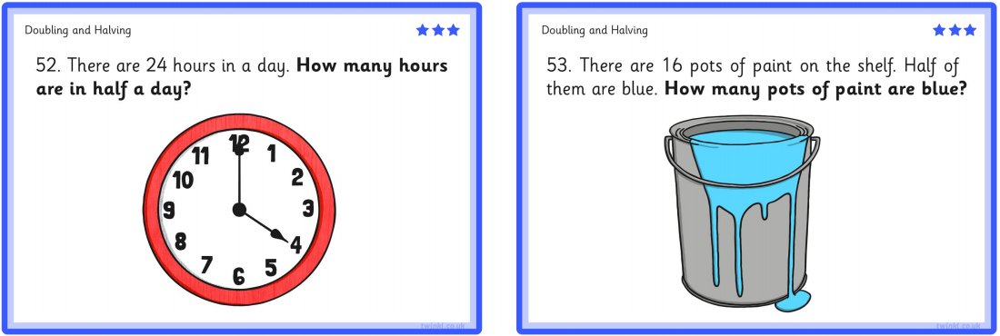 Doubling and Halving
52. There are 24 hours in a day. How many hours
are in half a day?
12
1
2
3
4
5
6
7
8
9
10
11
twinkl.co.uk
Doubling and Halving
53. There are 16 pots of paint on the shelf. Half of
them are blue. How many pots of paint are blue?
twinkl.co.uk